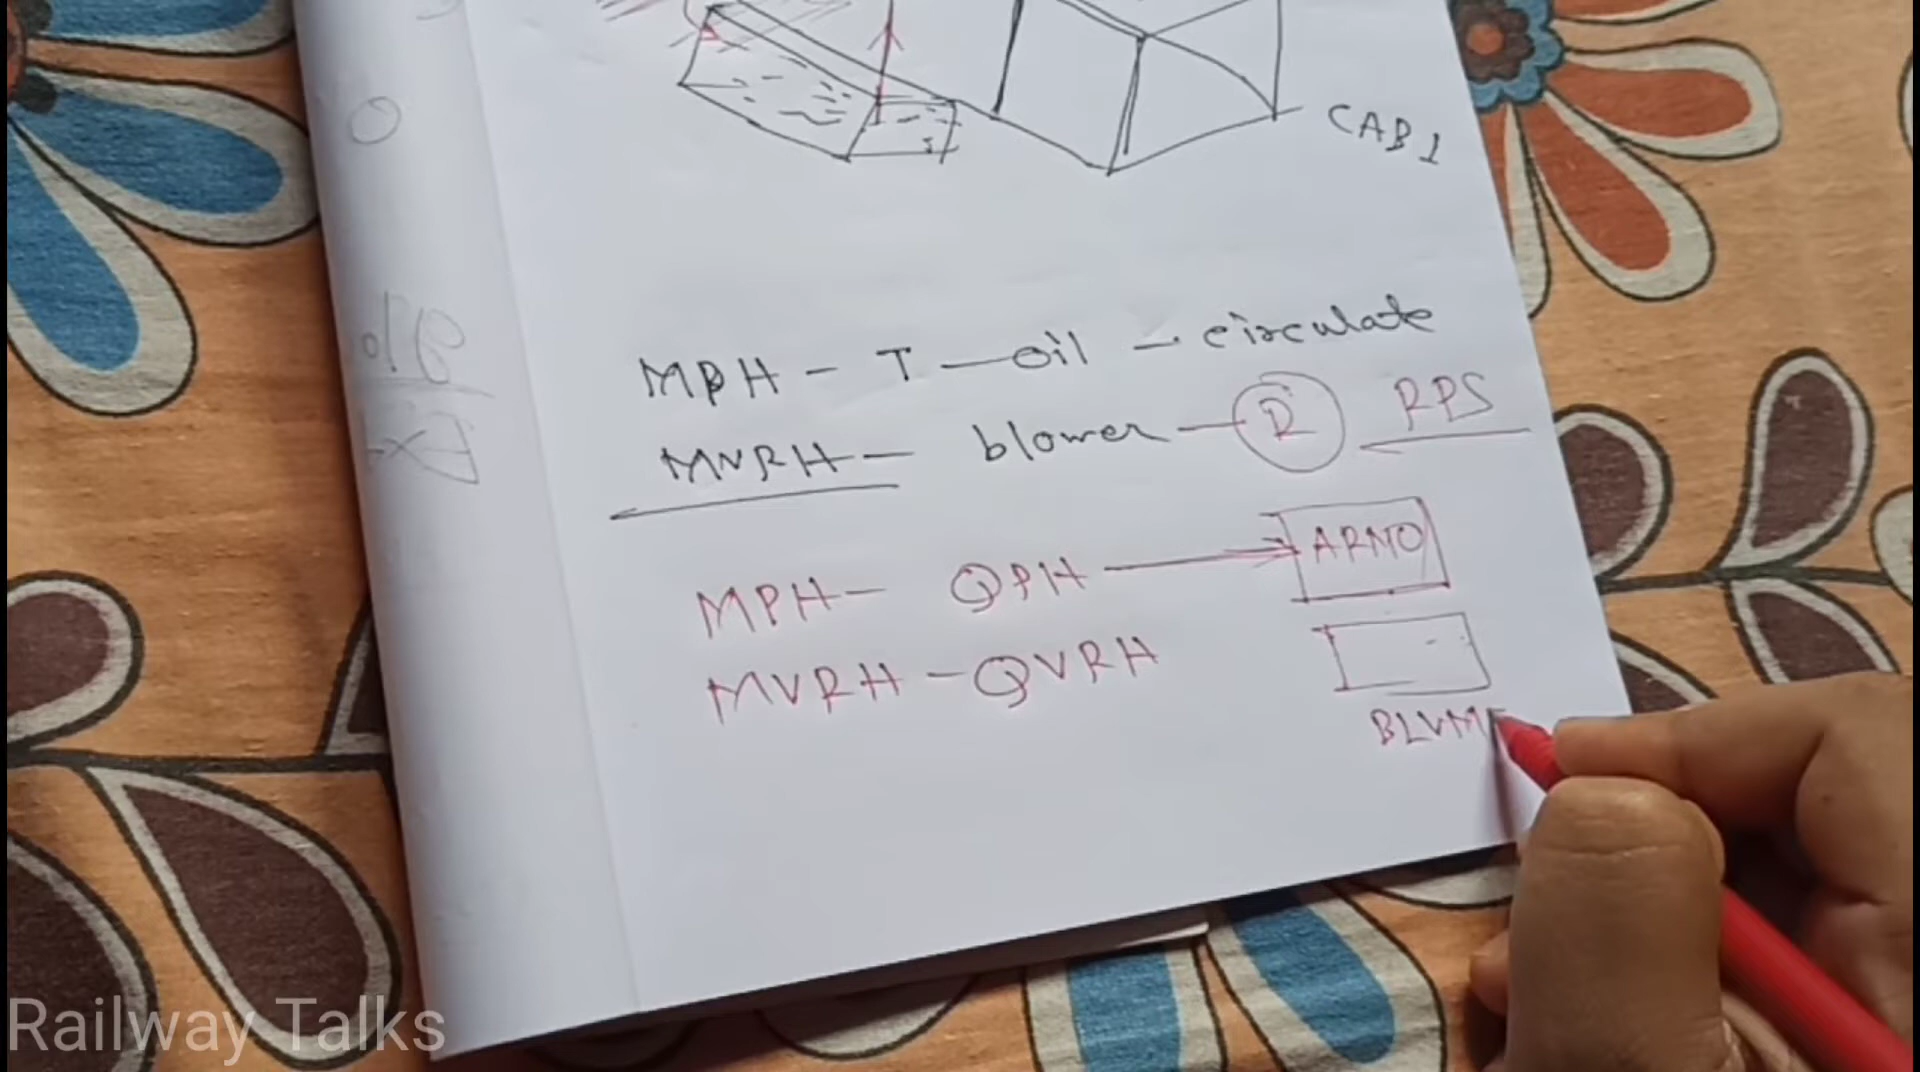 CAB 1
MPH - T - oil - circulate
MVRH - blower - R RPS
MPH - QPH → ARNO
MVRH - QVRH
BLVM
Railway Talks